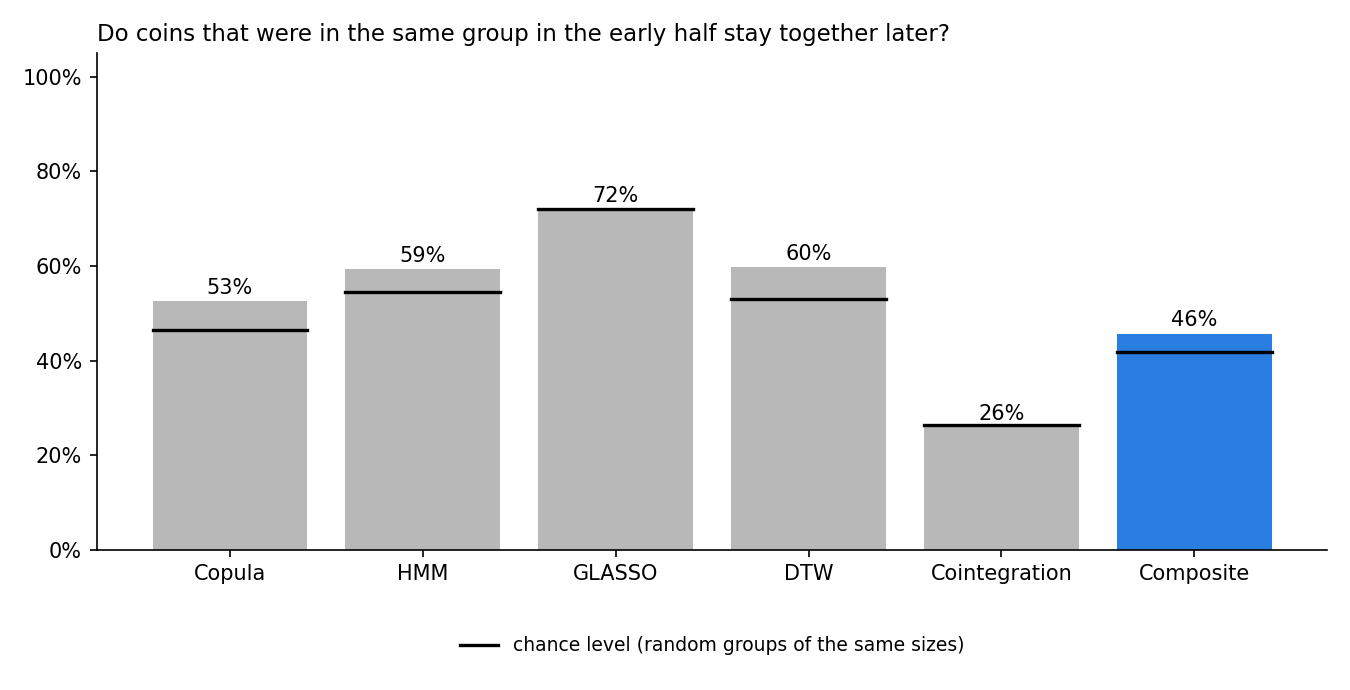 Do coins that were in the same group in the early half stay together later?
100%
80%
60%
40%
20%
0%
53%
59%
72%
60%
26%
46%
Copula
HMM
GLASSO
DTW
Cointegration
Composite
chance level (random groups of the same sizes)